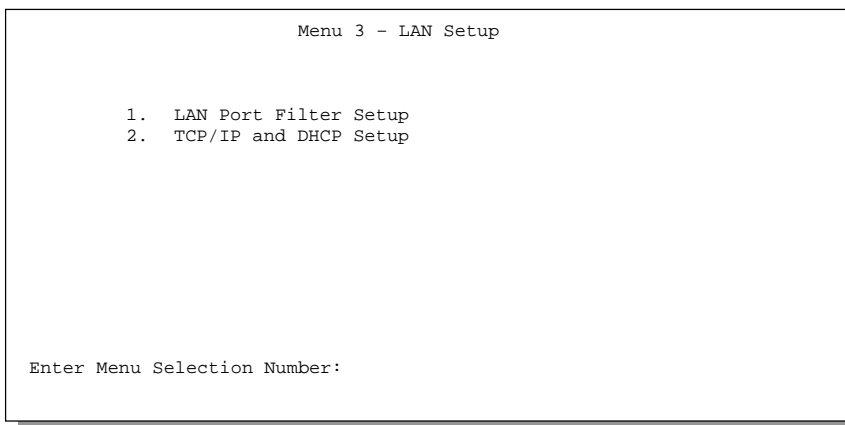 Menu 3 – LAN Setup
1. LAN Port Filter Setup
2. TCP/IP and DHCP Setup
Enter Menu Selection Number: